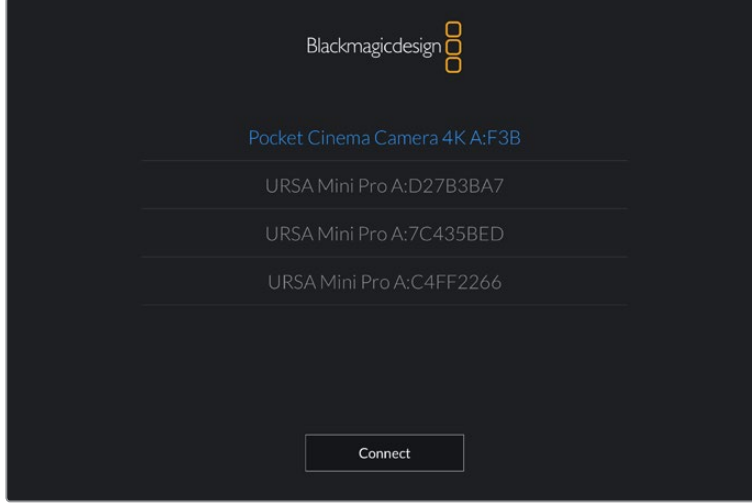 Blackmagicdesign
Pocket Cinema Camera 4K A:F3B
URSA Mini Pro A:D27B3BA7
URSA Mini Pro A:7C435BED
URSA Mini Pro A:C4FF2266
Connect